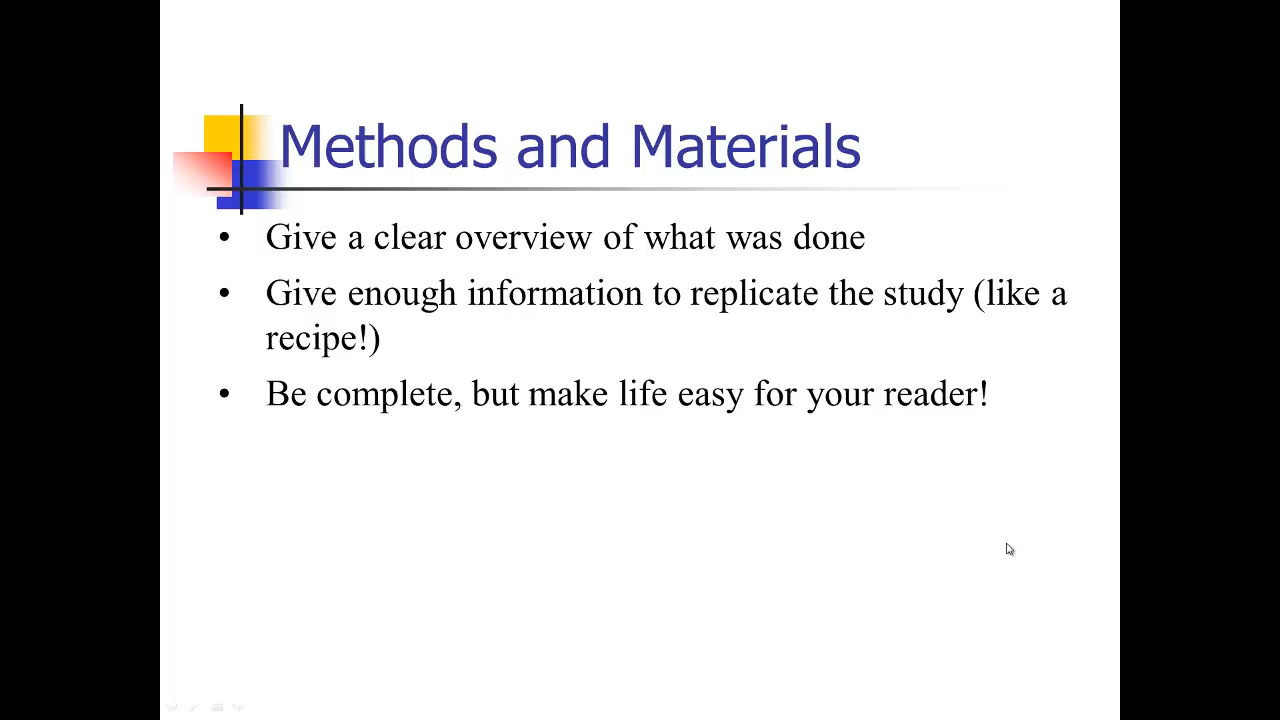 Methods and Materials
• Give a clear overview of what was done
• Give enough information to replicate the study (like a
recipe!)
• Be complete, but make life easy for your reader!